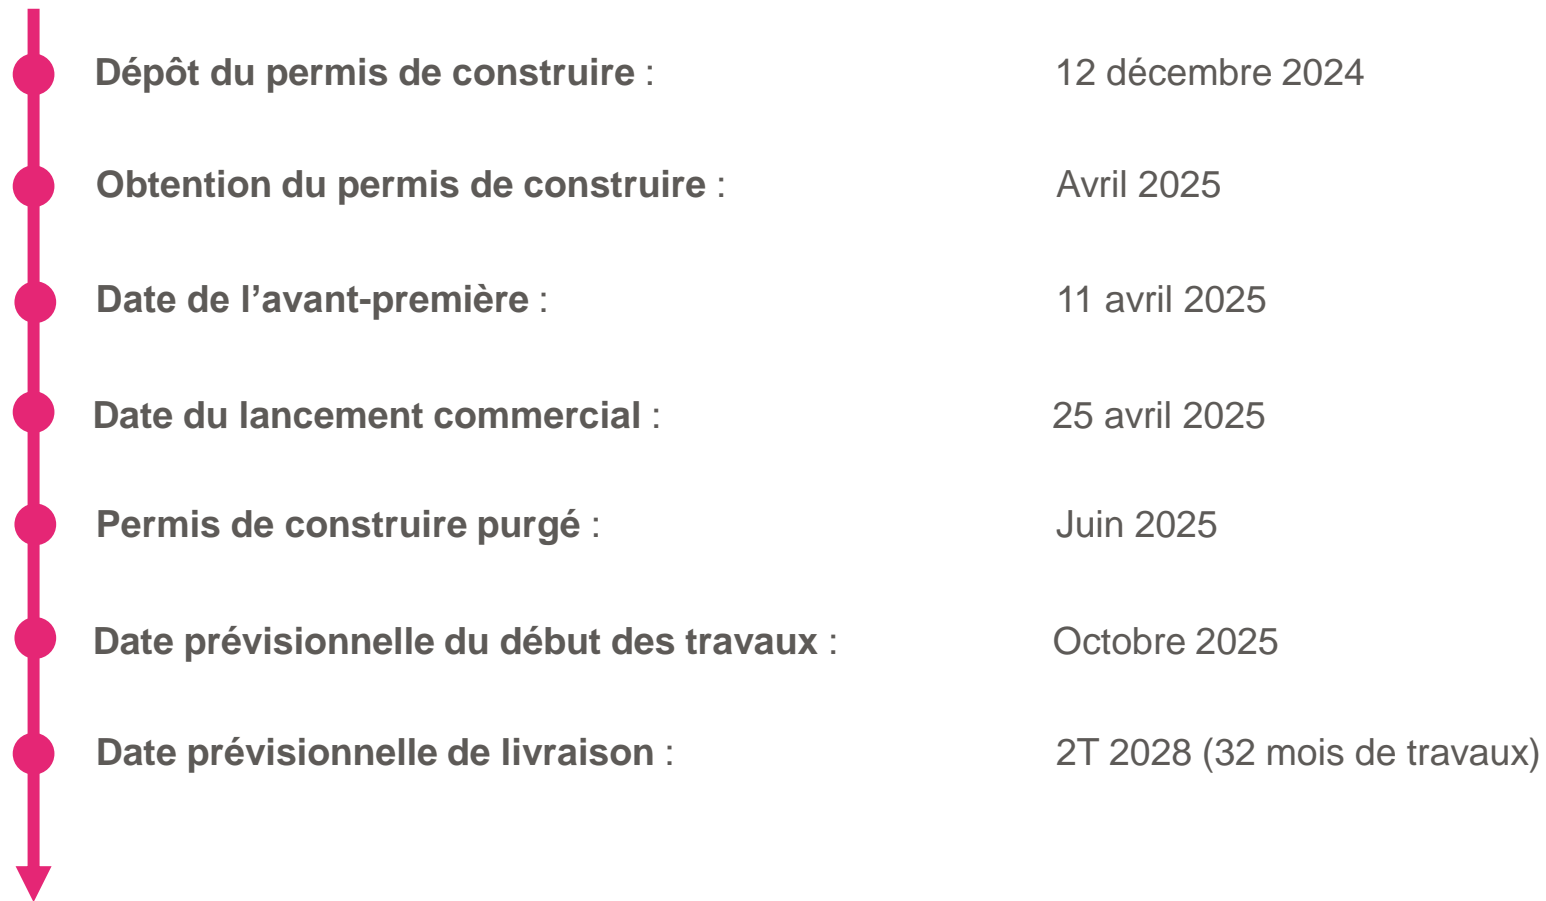 Dépôt du permis de construire : 12 décembre 2024
Obtention du permis de construire : Avril 2025
Date de l’avant-première : 11 avril 2025
Date du lancement commercial : 25 avril 2025
Permis de construire purgé : Juin 2025
Date prévisionnelle du début des travaux : Octobre 2025
Date prévisionnelle de livraison : 2T 2028 (32 mois de travaux)